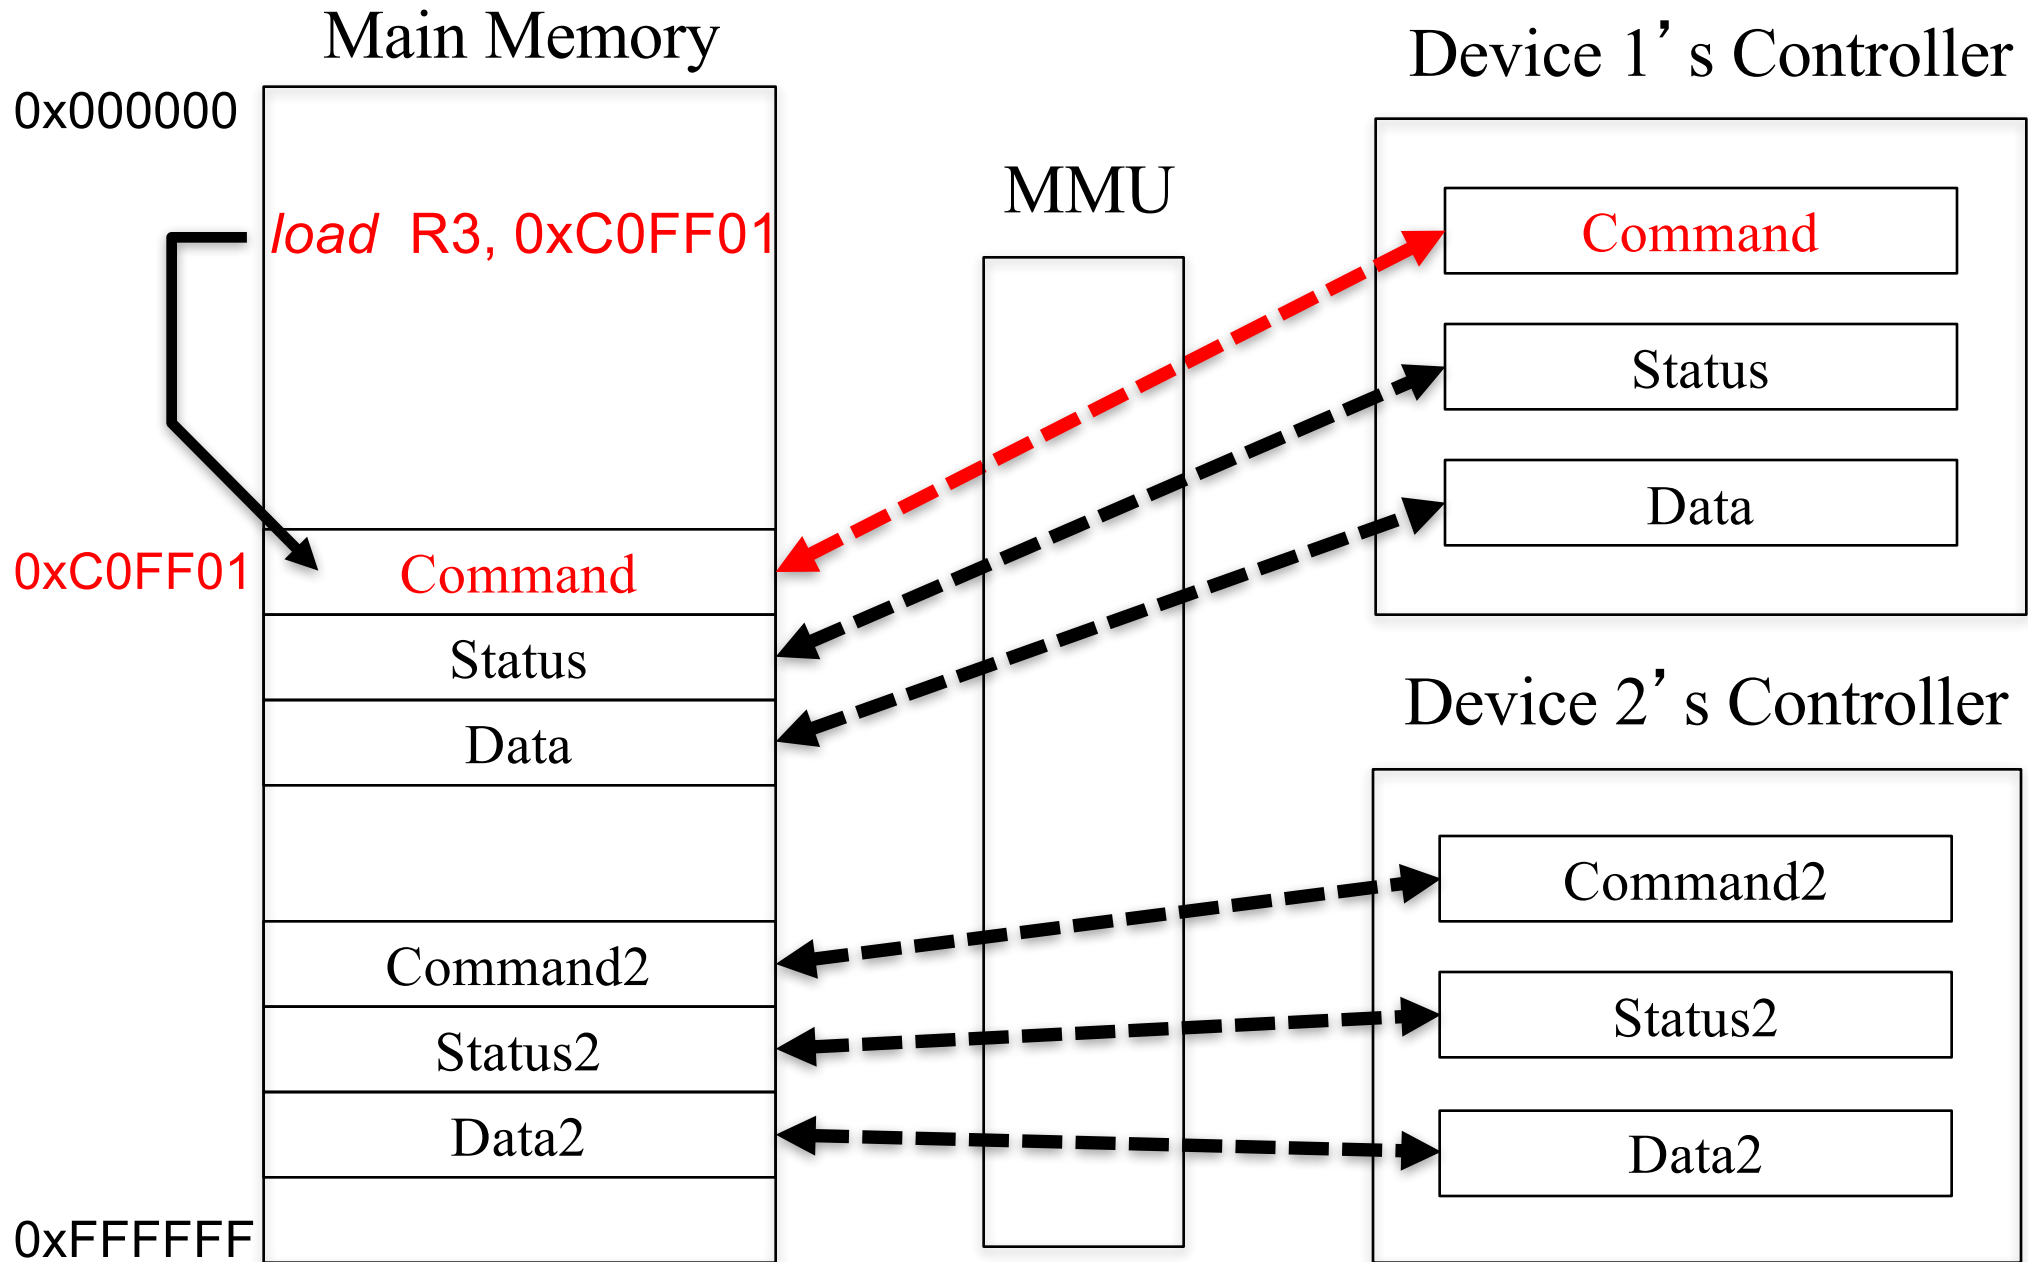 Main Memory
0x000000
load R3, 0xC0FF01
0xC0FF01
Command
Status
Data
Command2
Status2
Data2
0xFFFFFF
MMU
Device 1’s Controller
Command
Status
Data
Device 2’s Controller
Command2
Status2
Data2